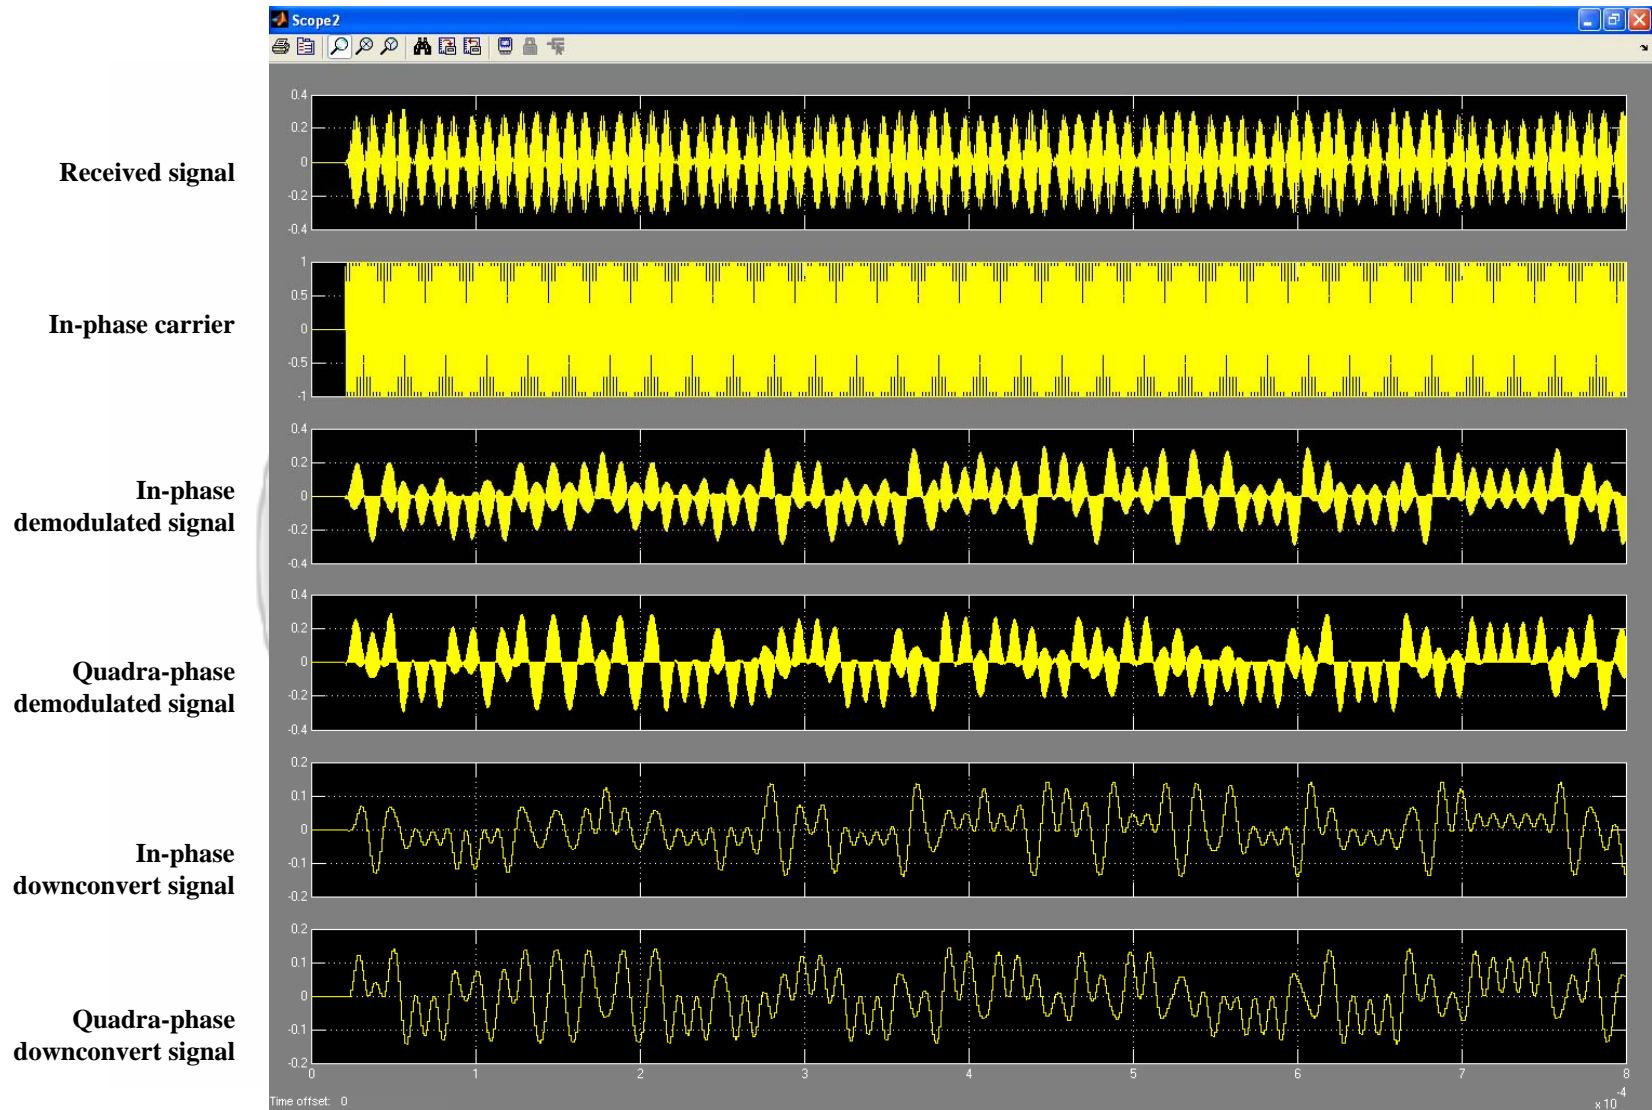 Scope2
0.4
0.2
0
-0.2
-0.4
Received signal
1
0.5
0
-0.5
-1
In-phase carrier
0.4
0.2
0
-0.2
-0.4
In-phase
demodulated signal
0.4
0.2
0
-0.2
-0.4
Quadra-phase
demodulated signal
0.2
0.1
0
-0.1
-0.2
In-phase
downconvert signal
0.2
0.1
0
-0.1
-0.2
Quadra-phase
downconvert signal
0 1 2 3 4 5 6 7 8
x 10 -4
Time offset: 0